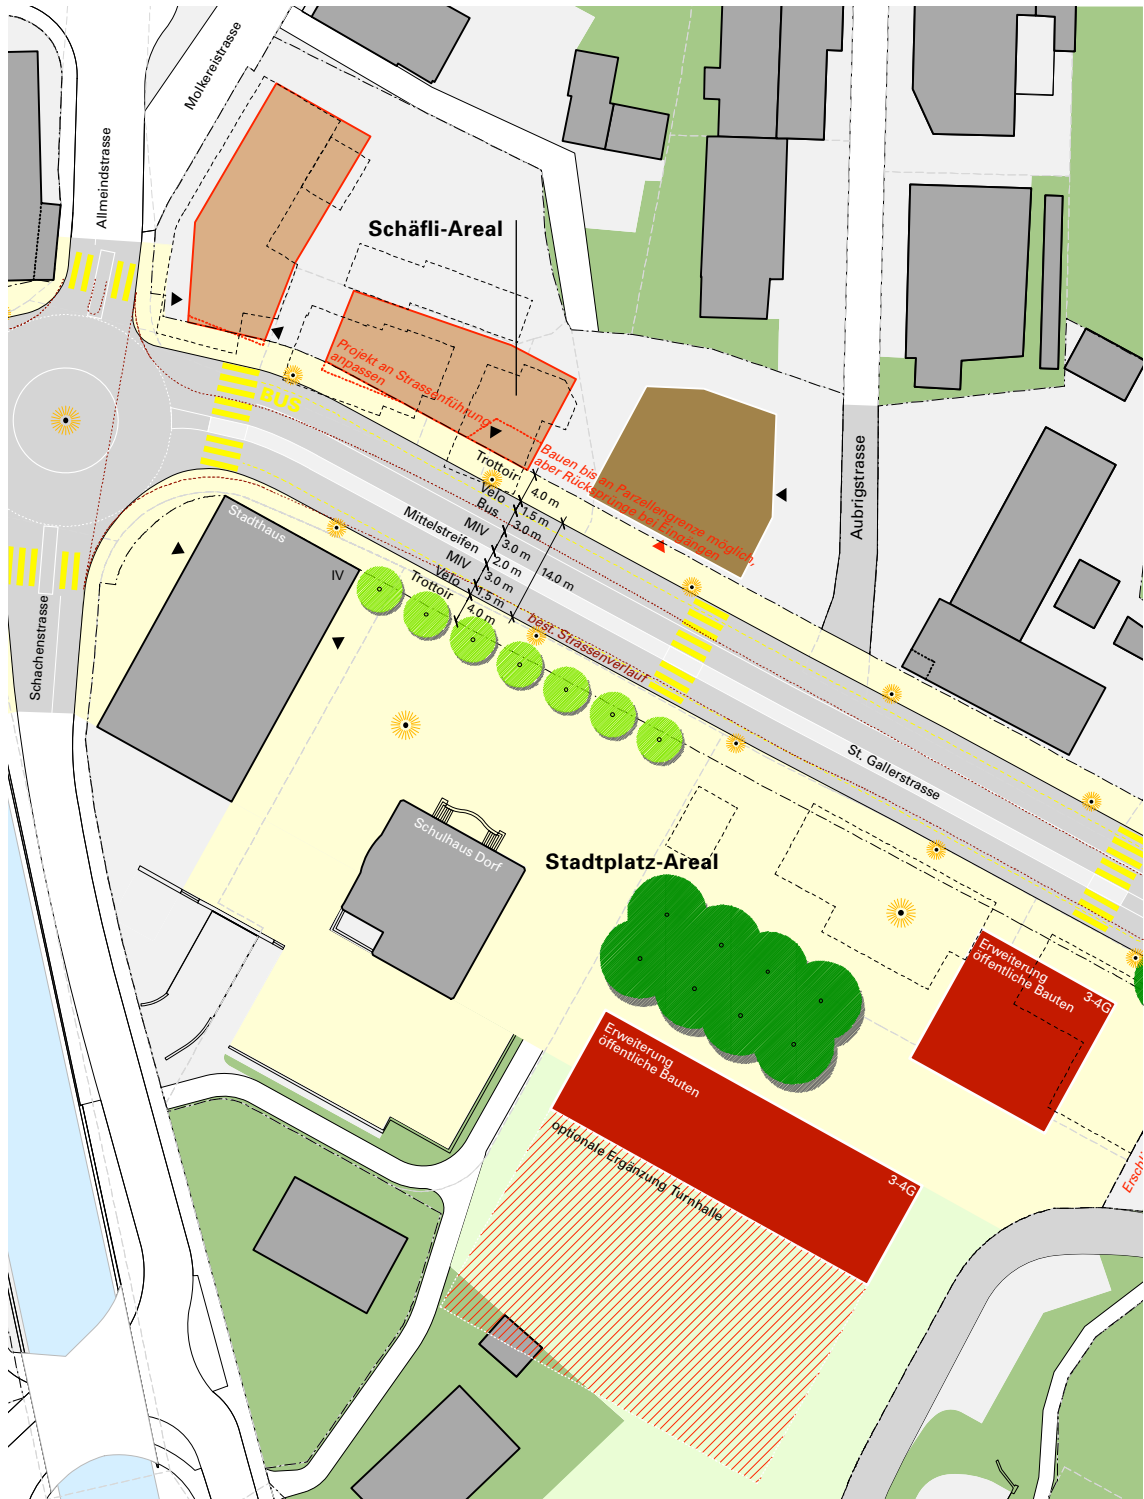 Molkereistrasse
Allmeindstrasse
Schäfli-Areal
Projekt an Strassenführung
anpassen
BUS
Bauen bis an Parzellengrenze möglich,
aber Rücksprünge bei Eingängen
Aubrigstrasse
Trottoir
4.0 m
Velo
1.5 m
Bus
3.0 m
MIV
3.0 m
Mittelstreifen
2.0 m
14.0 m
MIV
3.0 m
Velo
1.5 m
Trottoir
4.0 m
Stadthaus
IV
best. Strassenverlauf
Schachenstrasse
St. Gallerstrasse
Schulhaus Dorf
Stadtplatz-Areal
Erweiterung
öffentliche Bauten
3-4G
Erweiterung
öffentliche Bauten
3-4G
optionale Ergänzung Turnhalle